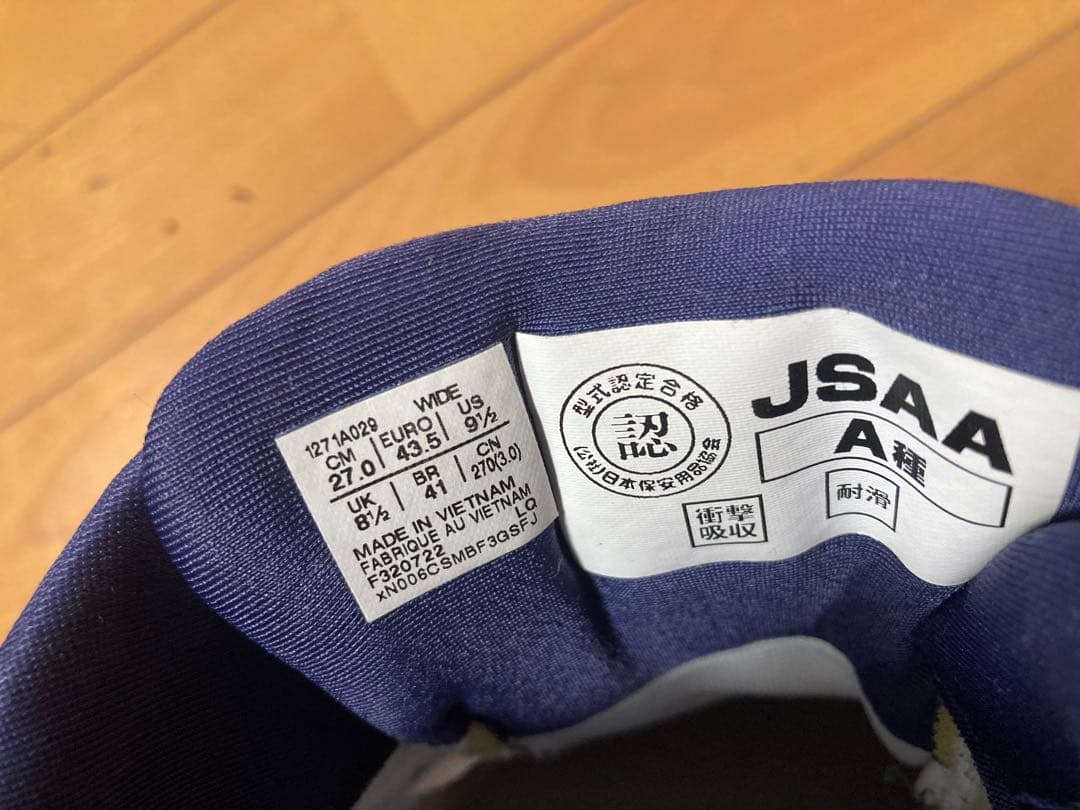 1271A029 WIDE
CM EURO US
27.0 43.5 9½
UK BR CN
8½ 41 270(3.0)
MADE IN VIETNAM
FABRIQUE AU VIETNAM
F320722 LQ
xN006CSMBF3GSFJ
型式認定合格
認
(公社)日本保安用品協会
JSAA
A種
衝撃
吸収
耐滑